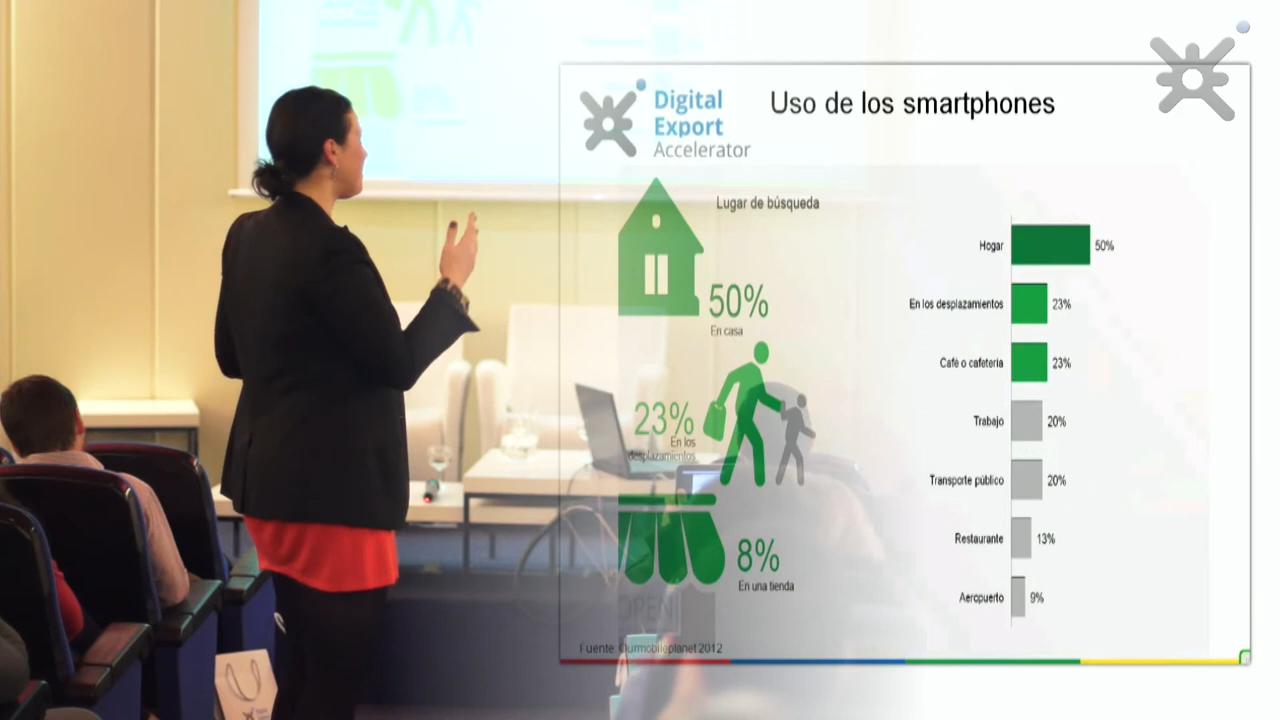 Digital
Export
Accelerator
Uso de los smartphones
Lugar de búsqueda
50%
En casa
23%
En los
desplazamientos
8%
En una tienda
OPEN
Hogar 50%
En los desplazamientos 23%
Café o cafeteria 23%
Trabajo 20%
Transporte público 20%
Restaurante 13%
Aeropuerto 9%
Fuente: Ourmobileplanet 2012